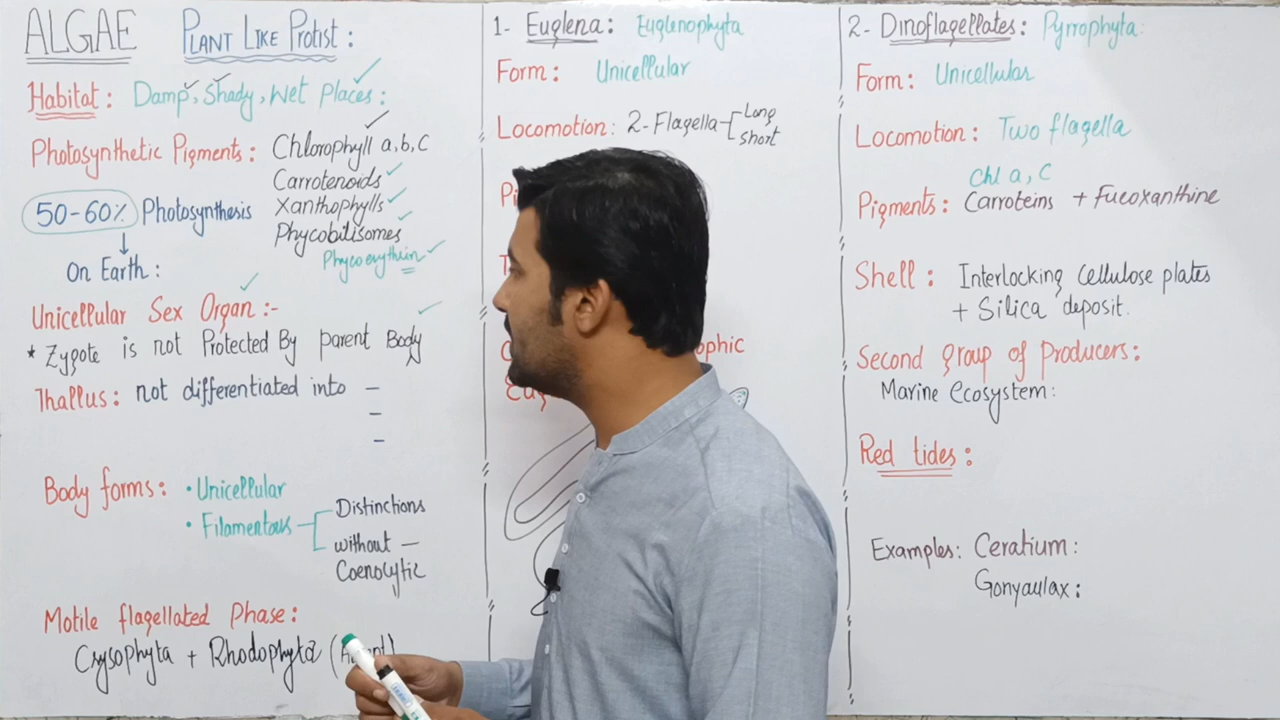 ALGAE PLANT LIKE PROTIST:
Habitat: Damp, Shady, Wet Places:
Photosynthetic Pigments: Chlorophyll a,b,C
Carrotenoids
50-60% Photosynthesis Xanthophylls
Phycobilisomes
Phycoerythrin
On Earth:
Unicellular Sex Organ:-
* Zygote is not Protected By parent Body
Thallus: not differentiated into –
–
–
Body forms: • Unicellular
• Filamentous
Distinctions
without –
Coenolytic
Motile flagellated Phase:
Crysophyta + Rhodophyta
1- Euglena: Euglenophyta
Form: Unicellular
Locomotion: 2-Flagella
Long
short
2- Dinoflagellates: Pyrrophyta:
Form: Unicellular
Locomotion: Two flagella
Chl a, C
Pigments: Carroteins + Fucoxanthine
Shell: Interlocking cellulose plates
+ Silica deposit.
Second group of Producers:
Marine Ecosystem:
Red tides:
Examples: Ceratium:
Gonyaulax: